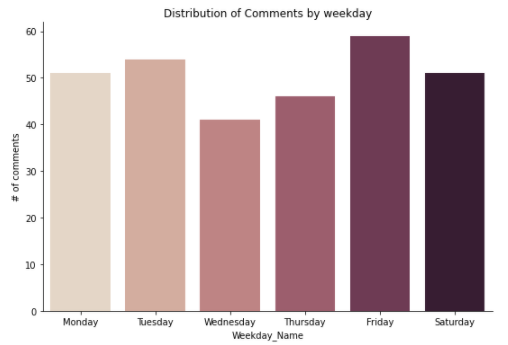 Distribution of Comments by weekday
60
50
40
30
20
10
0
# of comments
Monday Tuesday Wednesday Thursday Friday Saturday
Weekday_Name